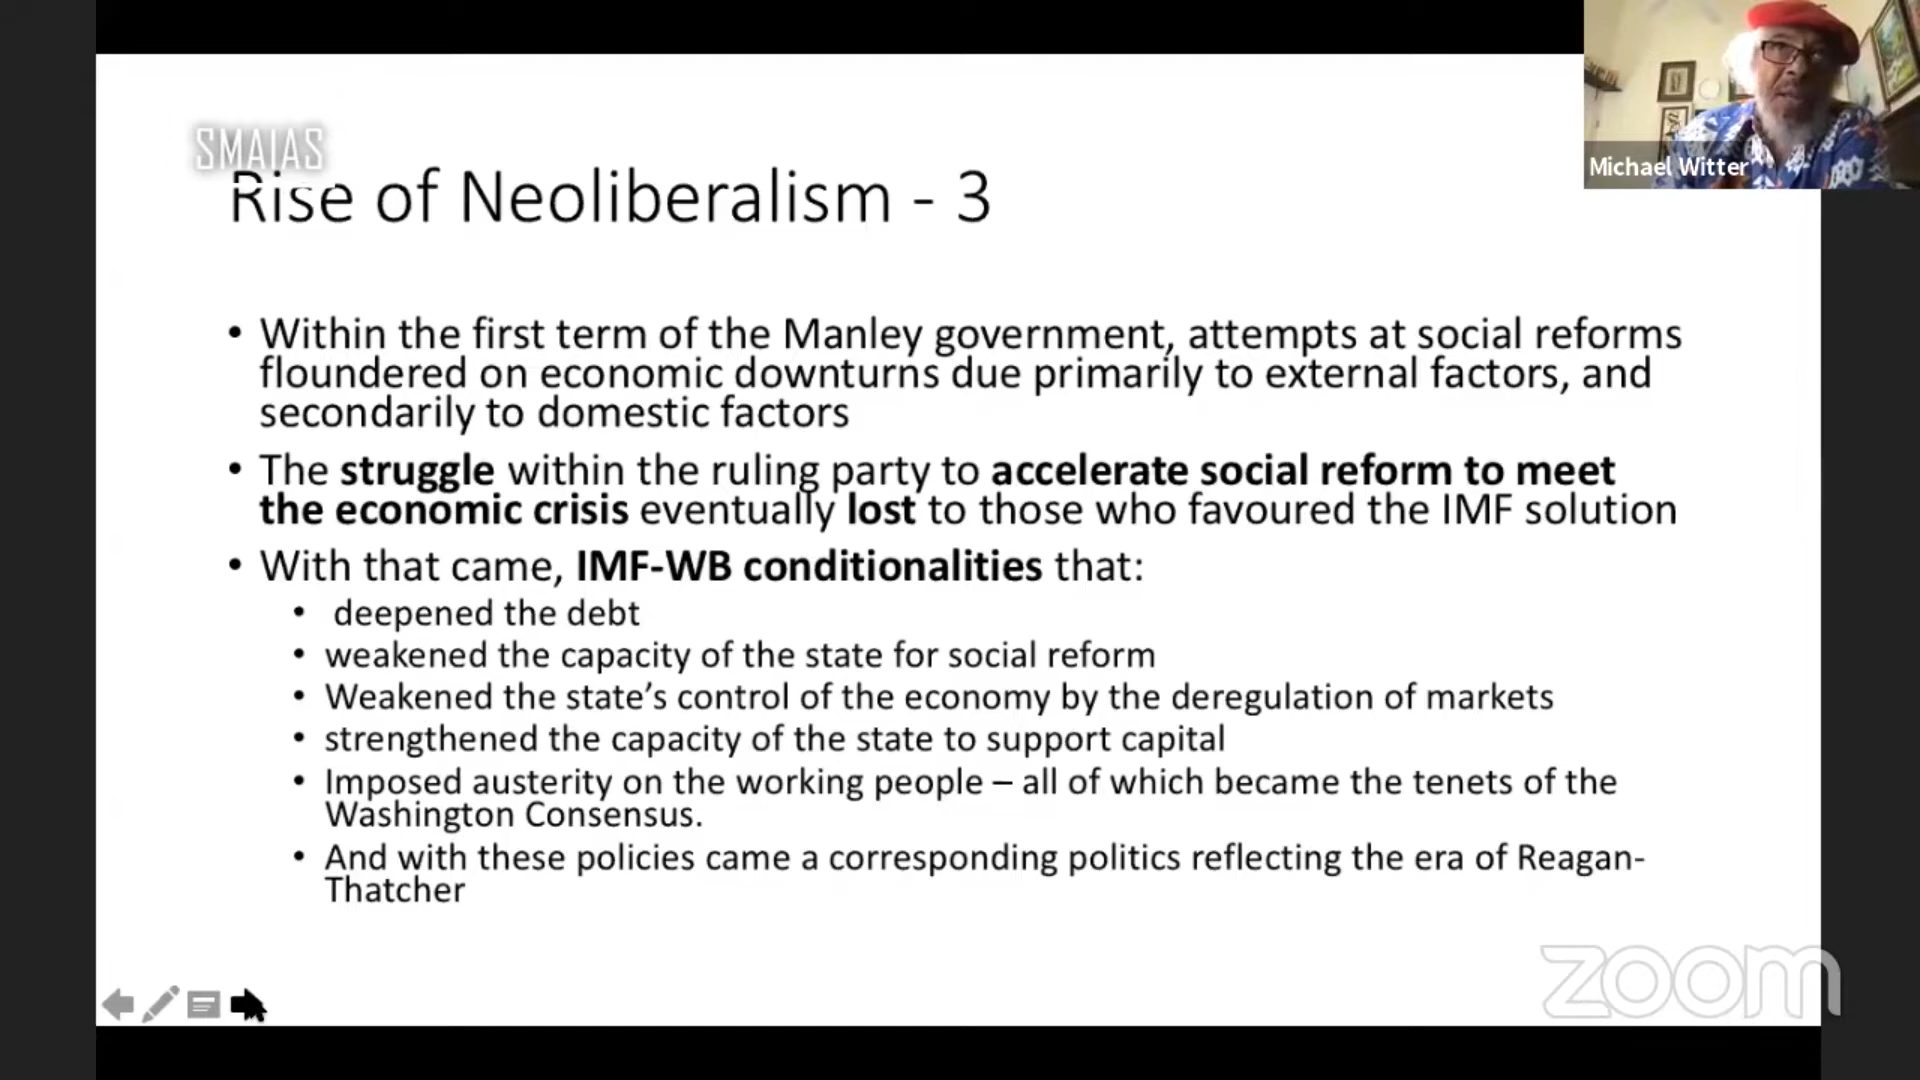 SMAIAS
Rise of Neoliberalism - 3
Michael Witter
• Within the first term of the Manley government, attempts at social reforms
floundered on economic downturns due primarily to external factors, and
secondarily to domestic factors
• The struggle within the ruling party to accelerate social reform to meet
the economic crisis eventually lost to those who favoured the IMF solution
• With that came, IMF-WB conditionalities that:
• deepened the debt
• weakened the capacity of the state for social reform
• Weakened the state’s control of the economy by the deregulation of markets
• strengthened the capacity of the state to support capital
• Imposed austerity on the working people – all of which became the tenets of the
Washington Consensus.
• And with these policies came a corresponding politics reflecting the era of Reagan-
Thatcher
zoom